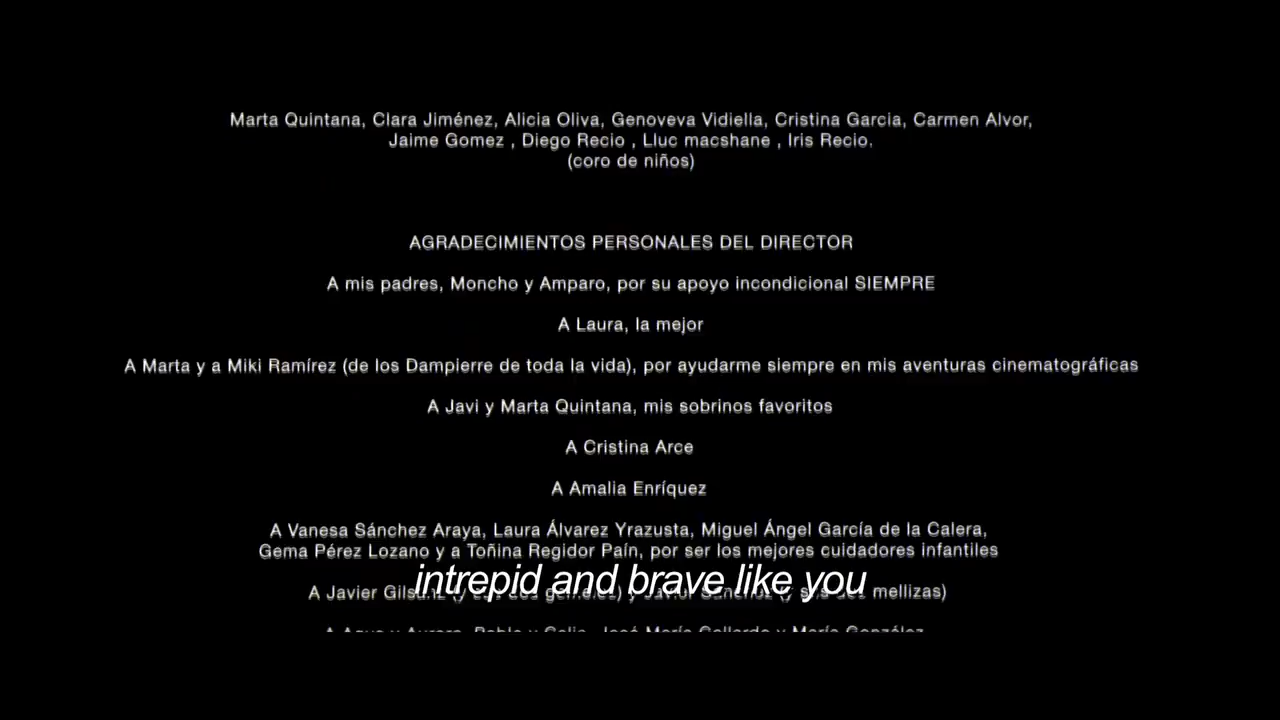 Marta Quintana, Clara Jiménez, Alicia Oliva, Genoveva Vidiella, Cristina Garcia, Carmen Alvor,
Jaime Gomez , Diego Recio , Lluc macshane , Iris Recio.
(coro de niños)
AGRADECIMIENTOS PERSONALES DEL DIRECTOR
A mis padres, Moncho y Amparo, por su apoyo incondicional SIEMPRE
A Laura, la mejor
A Marta y a Miki Ramírez (de los Dampierre de toda la vida), por ayudarme siempre en mis aventuras cinematográficas
A Javi y Marta Quintana, mis sobrinos favoritos
A Cristina Arce
A Amalia Enríquez
A Vanesa Sánchez Araya, Laura Álvarez Yrazusta, Miguel Ángel García de la Calera,
Gema Pérez Lozano y a Toñina Regidor Paín, por ser los mejores cuidadores infantiles
intrepid and brave like you
A Javier (y gemelos) y Javier Sánchez (y sus dos mellizas)